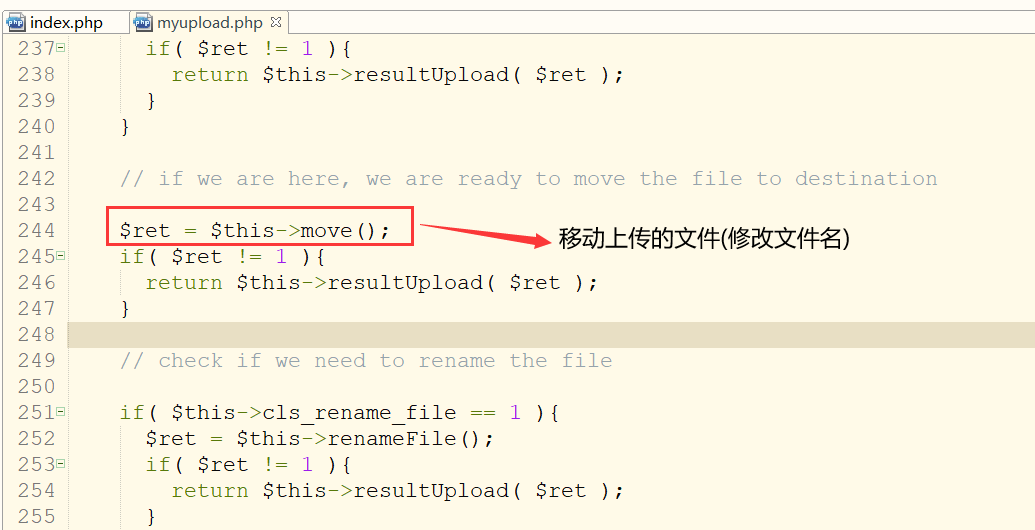 index.php myupload.php
237 if( $ret != 1 ){
238 return $this->resultUpload( $ret );
239 }
240 }
241
242 // if we are here, we are ready to move the file to destination
243
244 $ret = $this->move(); 移动上传的文件(修改文件名)
245 if( $ret != 1 ){
246 return $this->resultUpload( $ret );
247 }
248
249 // check if we need to rename the file
250
251 if( $this->cls_rename_file == 1 ){
252 $ret = $this->renameFile();
253 if( $ret != 1 ){
254 return $this->resultUpload( $ret );
255 }